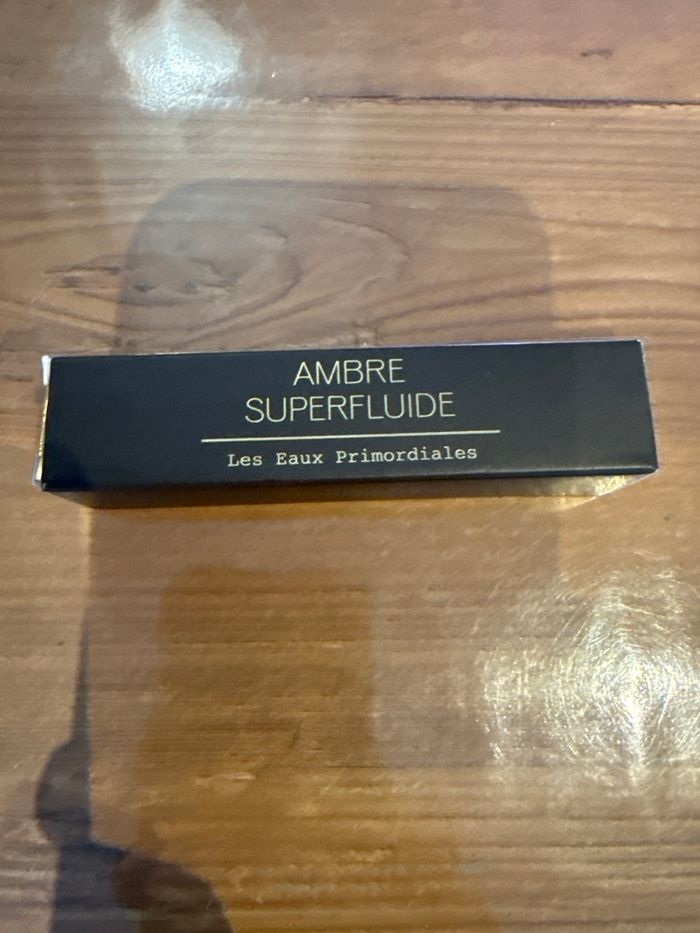 AMBRE
SUPERFLUIDE
Les Eaux Primordiales